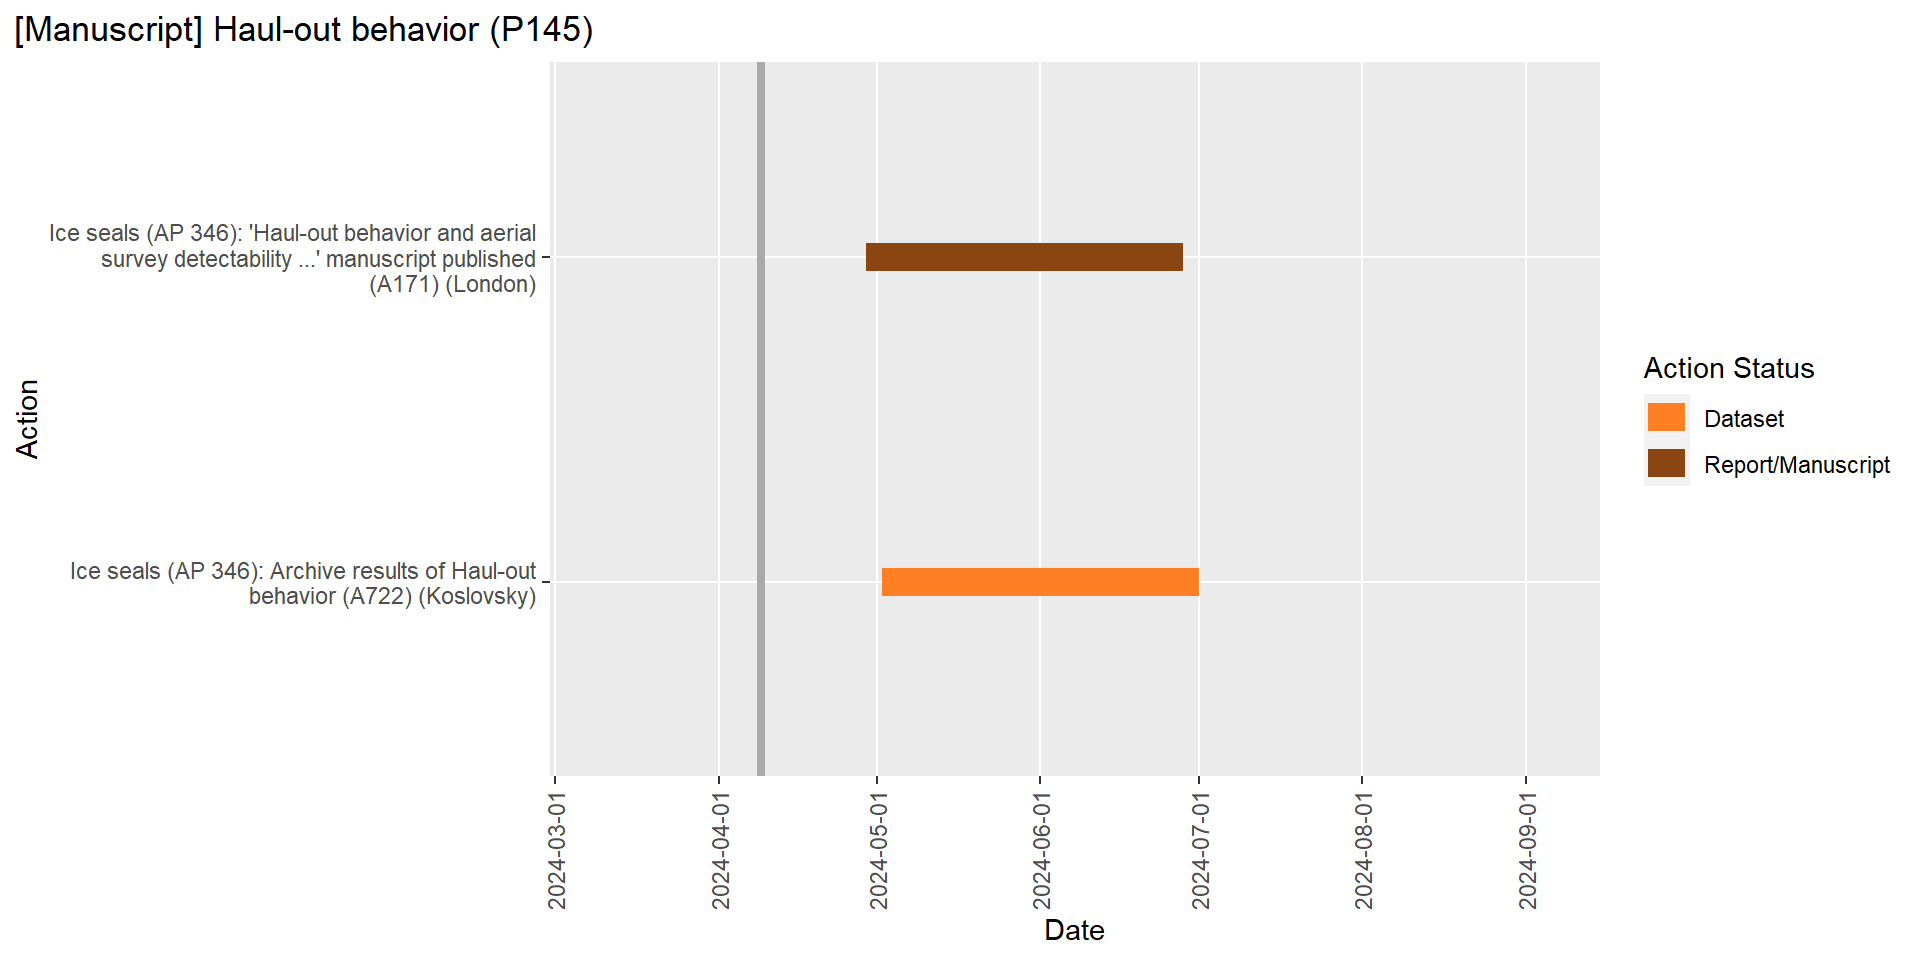 [Manuscript] Haul-out behavior (P145)
Ice seals (AP 346): 'Haul-out behavior and aerial
survey detectability ...' manuscript published
(A171) (London)
Ice seals (AP 346): Archive results of Haul-out
behavior (A722) (Koslovsky)
Action
2024-03-01
2024-04-01
2024-05-01
2024-06-01
2024-07-01
2024-08-01
2024-09-01
Date
Action Status
Dataset
Report/Manuscript